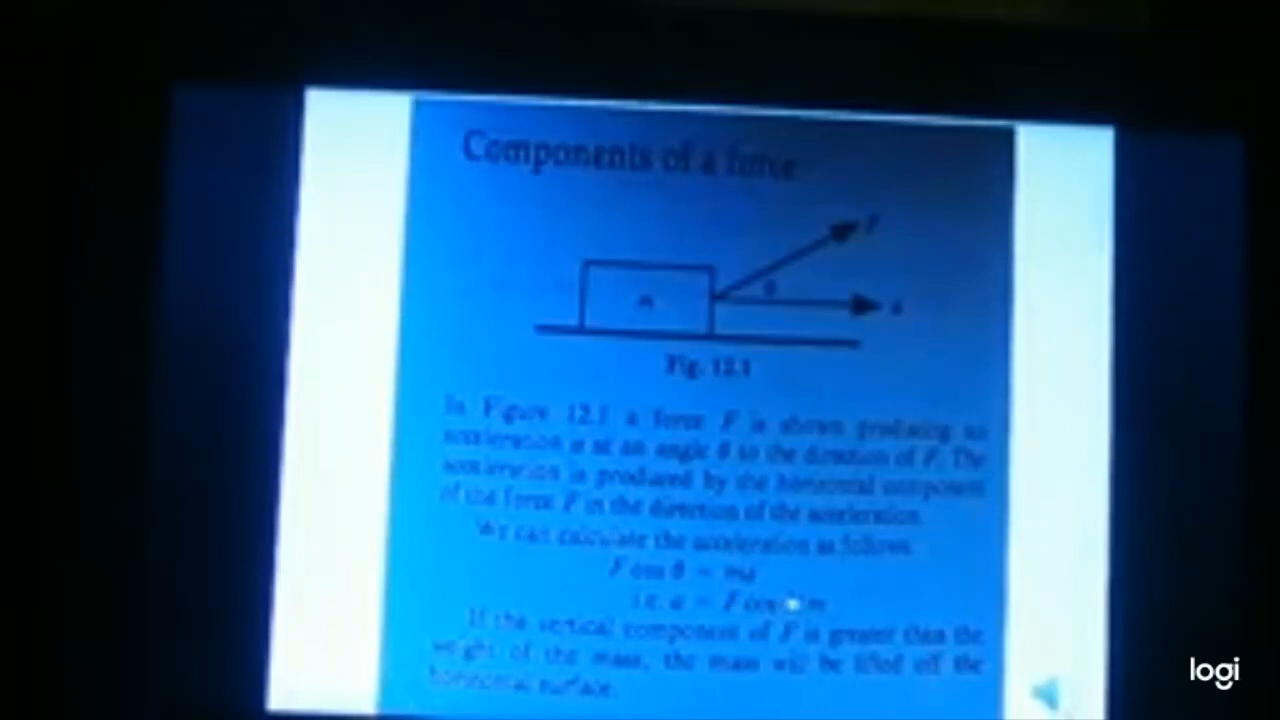 Components of a force
F
θ
a
Fig. 12.1
In Figure 12.1 a force F is shown producing an
acceleration a at an angle θ to the direction of F. The
acceleration is produced by the horizontal component
of the force F in the direction of the acceleration.
We can calculate the acceleration as follows.
F cos θ = ma
i.e. a = F cos
If the vertical component of F is greater than the
weight of the mass, the mass will be lifted off the
horizontal surface.
logi